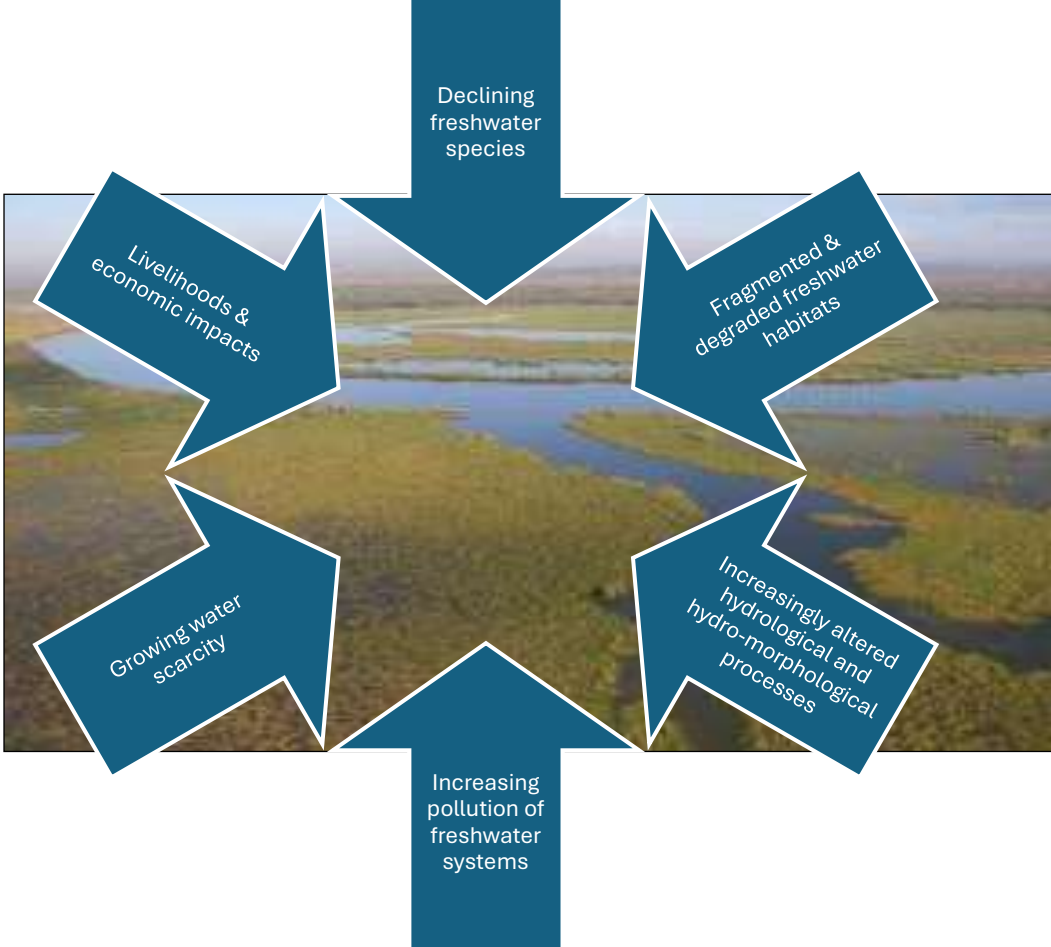 Declining
freshwater
species
Fragmented &
degraded freshwater
habitats
Increasingly altered
hydrological and
hydro-morphological
processes
Increasing
pollution of
freshwater
systems
Growing water
scarcity
Livelihoods &
economic impacts